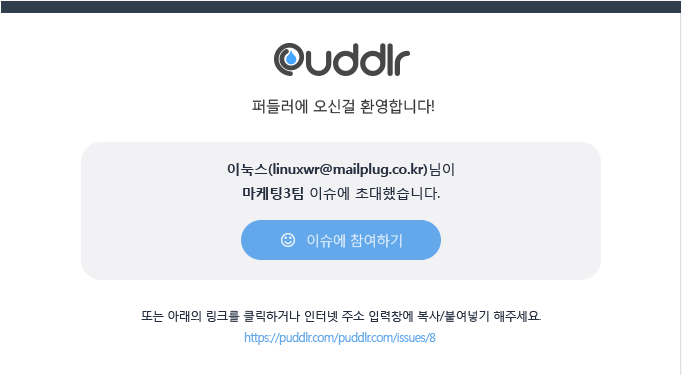 Puddlr
퍼들러에 오신걸 환영합니다!
이눅스(linuxwr@mailplug.co.kr)님이
마케팅3팀 이슈에 초대했습니다.
이슈에 참여하기
또는 아래의 링크를 클릭하거나 인터넷 주소 입력창에 복사/붙여넣기 해주세요.
https://puddlr.com/puddlr.com/issues/8